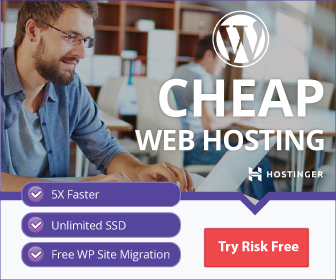 CHEAP
WEB HOSTING
HOSTINGER
5X Faster
Unlimited SSD
Free WP Site Migration
Try Risk Free